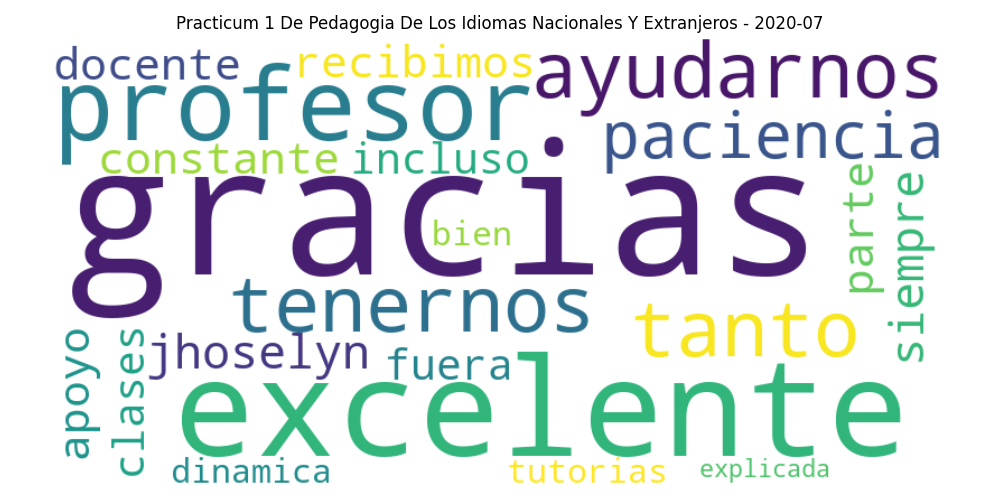 Practicum 1 De Pedagogia De Los Idiomas Nacionales Y Extranjeros - 2020-07
docente
recibimos
ayudarnos
profesor
paciencia
constante
incluso
gracias
bien
parte
siempre
tenernos
tanto
apoyo
clases
jhoselyn
fuera
excelente
dinamica
tutorias
explicada